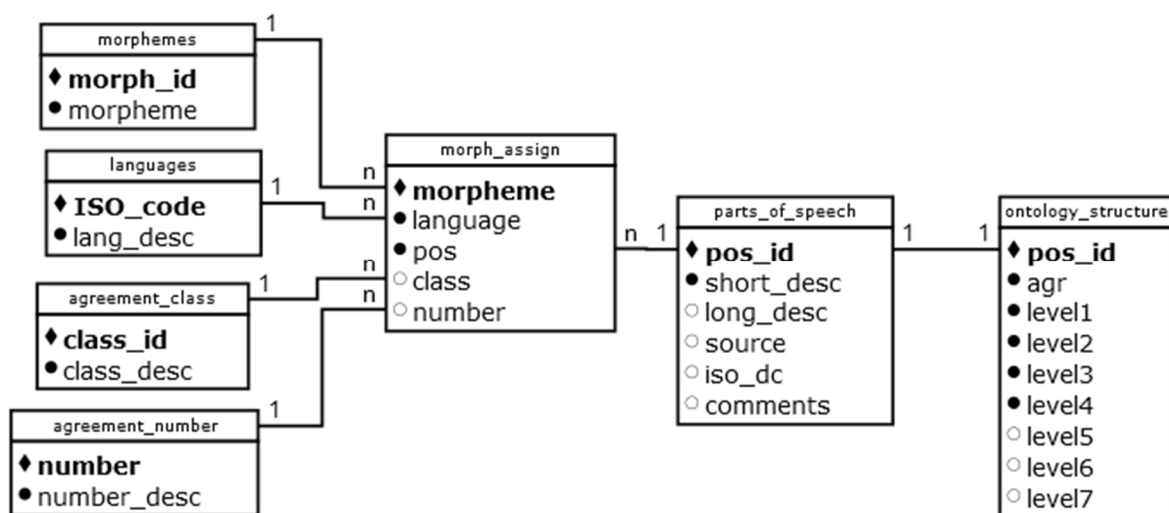 morphemes
morph_id
morpheme
languages
ISO_code
lang_desc
agreement_class
class_id
class_desc
agreement_number
number
number_desc
1
1
1
1
n
n
n
n
morph_assign
morpheme
language
pos
class
number
n
1
parts_of_speech
pos_id
short_desc
long_desc
source
iso_dc
comments
1
1
ontology_structure
pos_id
agr
level1
level2
level3
level4
level5
level6
level7